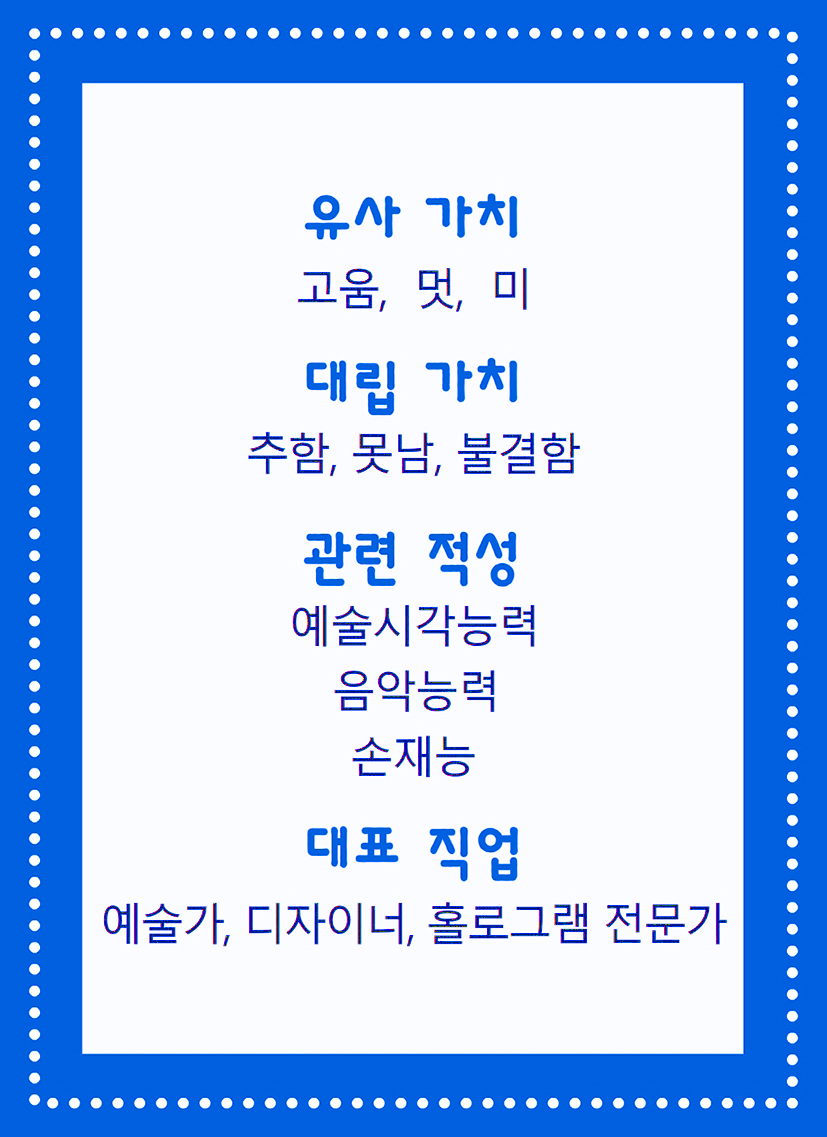 유사 가치
고움, 멋, 미
대립 가치
추함, 못남, 불결함
관련 적성
예술시각능력
음악능력
손재능
대표 직업
예술가, 디자이너, 홀로그램 전문가